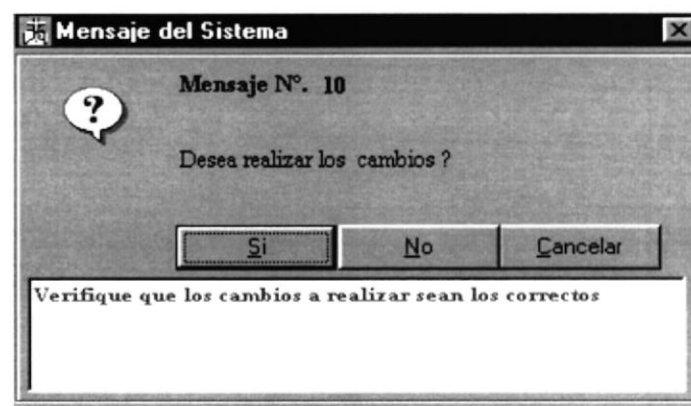 Mensaje del Sistema
Mensaje Nº. 10
?
Desea realizar los cambios ?
Si No Cancelar
Verifique que los cambios a realizar sean los correctos